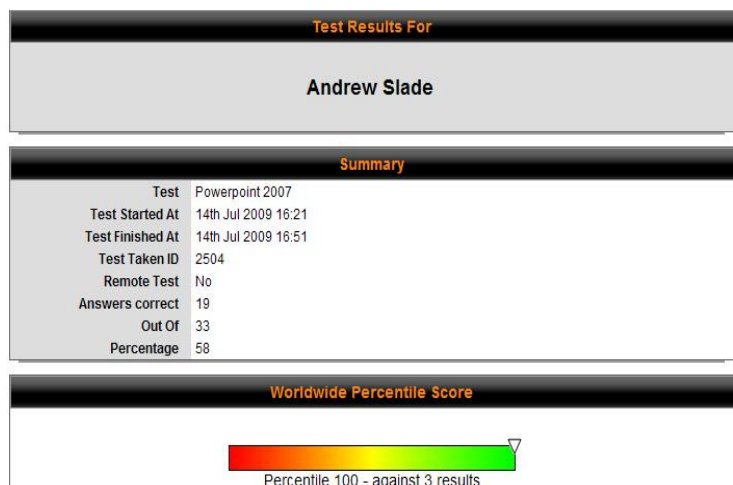 Test Results For
Andrew Slade
Summary
Test Powerpoint 2007
Test Started At 14th Jul 2009 16:21
Test Finished At 14th Jul 2009 16:51
Test Taken ID 2504
Remote Test No
Answers correct 19
Out Of 33
Percentage 58
Worldwide Percentile Score
Percentile 100 - against 3 results